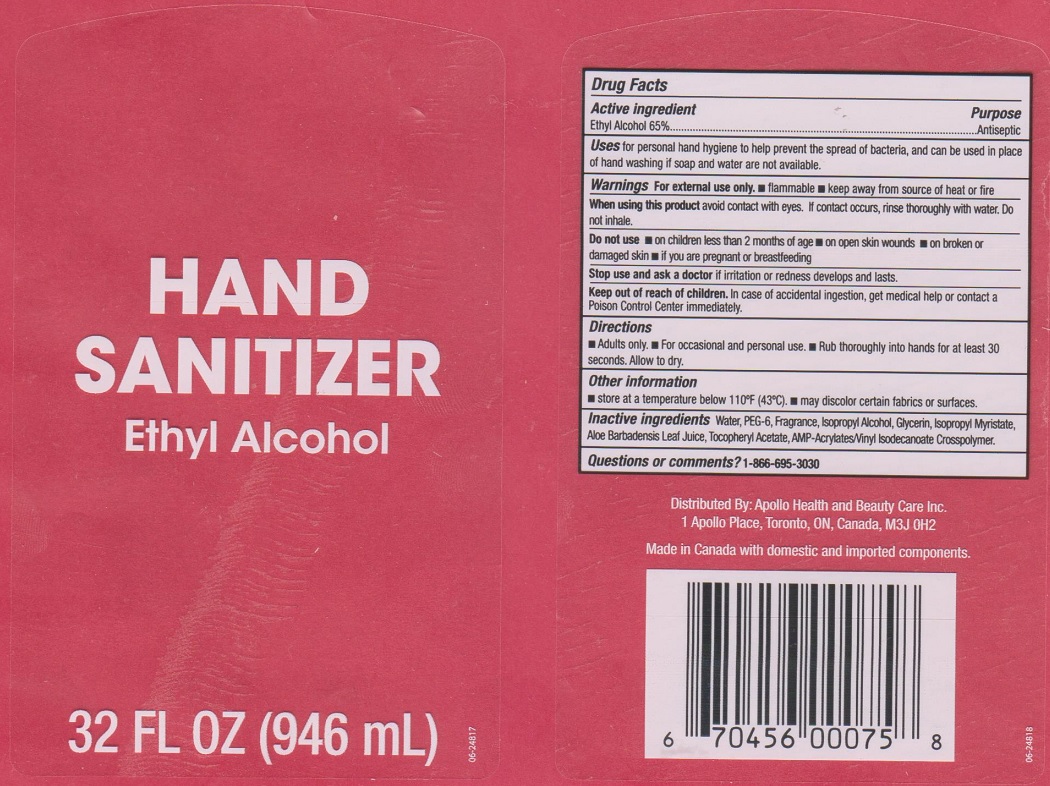 HAND
SANITIZER
Ethyl Alcohol
32 FL OZ (946 mL)
06-24817
Drug Facts
Active ingredient Purpose
Ethyl Alcohol 65%..........................................................................................Antiseptic
Uses for personal hand hygiene to help prevent the spread of bacteria, and can be used in place
of hand washing if soap and water are not available.
Warnings For external use only. ■ flammable ■ keep away from source of heat or fire
When using this product avoid contact with eyes. If contact occurs, rinse thoroughly with water. Do
not inhale.
Do not use ■ on children less than 2 months of age ■ on open skin wounds ■ on broken or
damaged skin ■ if you are pregnant or breastfeeding
Stop use and ask a doctor if irritation or redness develops and lasts.
Keep out of reach of children. In case of accidental ingestion, get medical help or contact a
Poison Control Center immediately.
Directions
■ Adults only. ■ For occasional and personal use. ■ Rub thoroughly into hands for at least 30
seconds. Allow to dry.
Other information
■ store at a temperature below 110ºF (43ºC). ■ may discolor certain fabrics or surfaces.
Inactive ingredients Water, PEG-6, Fragrance, Isopropyl Alcohol, Glycerin, Isopropyl Myristate,
Aloe Barbadensis Leaf Juice, Tocopheryl Acetate, AMP-Acrylates/Vinyl Isodecanoate Crosspolymer.
Questions or comments? 1-866-695-3030
Distributed By: Apollo Health and Beauty Care Inc.
1 Apollo Place, Toronto, ON, Canada, M3J 0H2
Made in Canada with domestic and imported components.
6 70456 00075 8
06-24818